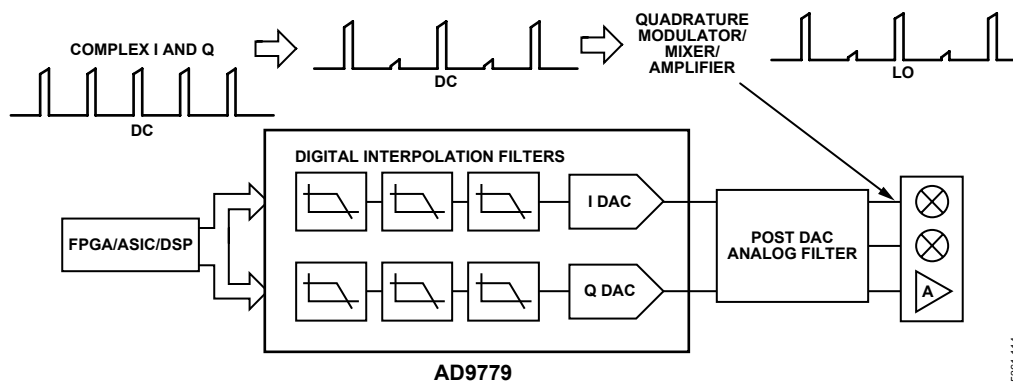 COMPLEX I AND Q
DC
DC
QUADRATURE
MODULATOR/
MIXER/
AMPLIFIER
LO
DIGITAL INTERPOLATION FILTERS
FPGA/ASIC/DSP
I DAC
Q DAC
POST DAC
ANALOG FILTER
A
AD9779